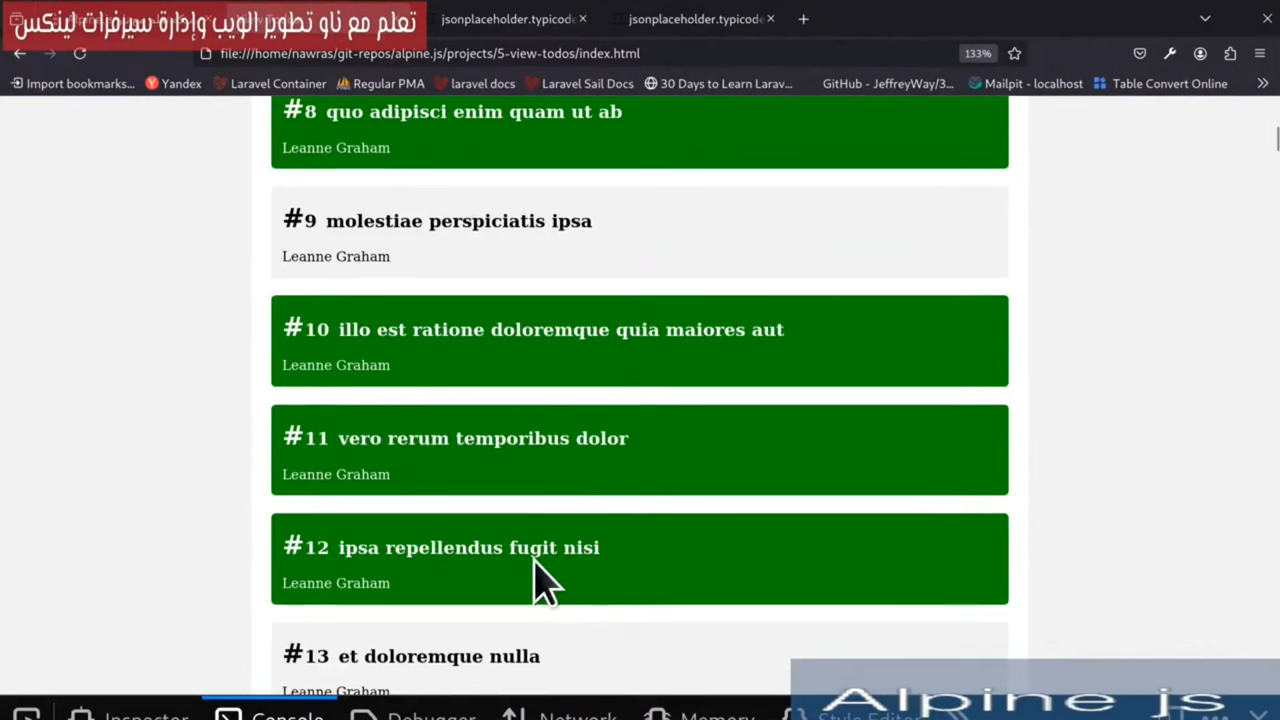 تعلم مع ناو تطوير الويب وإدارة سيرفرات لينكس
jsonplaceholder.typicode
jsonplaceholder.typicode
file:///home/nawras/git-repos/alpine.js/projects/5-view-todos/index.html
133%
Import bookmarks...
Yandex
Laravel Container
Regular PMA
laravel docs
Laravel Sail Docs
30 Days to Learn Larav...
GitHub - JeffreyWay/3...
Mailpit - localhost
Table Convert Online
#8 quo adipisci enim quam ut ab
Leanne Graham
#9 molestiae perspiciatis ipsa
Leanne Graham
#10 illo est ratione doloremque quia maiores aut
Leanne Graham
#11 vero rerum temporibus dolor
Leanne Graham
#12 ipsa repellendus fugit nisi
Leanne Graham
#13 et doloremque nulla
Leanne Graham
Alpine js
Inspector
Console
Debugger
Network
Memory
Style Editor